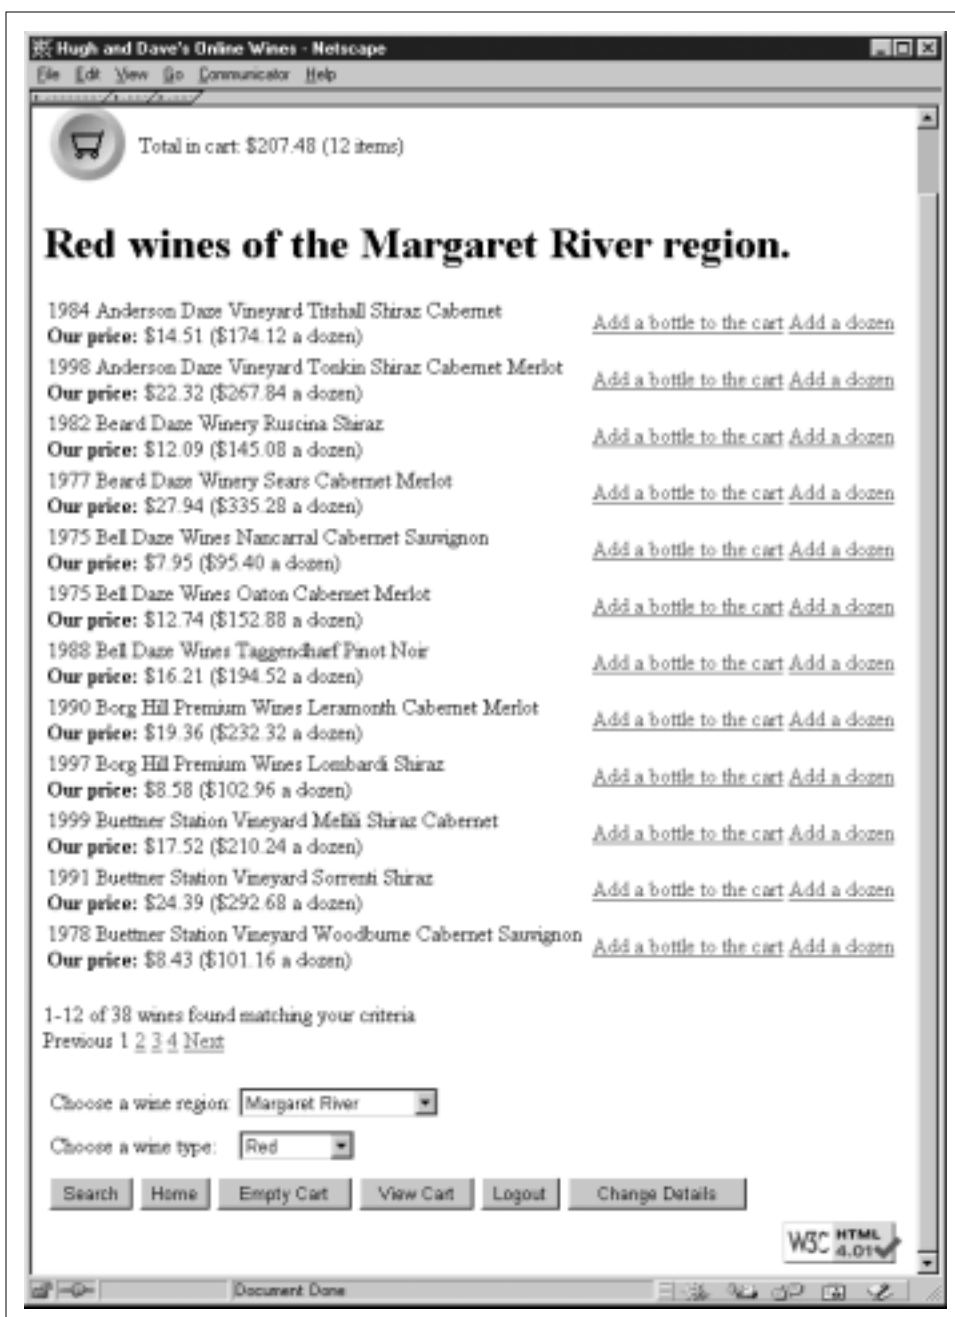 Hugh and Dave's Online Wines - Netscape
File Edit View Go Communicator Help
Total in cart: $207.48 (12 items)
Red wines of the Margaret River region.
1984 Anderson Daze Vineyard Titshall Shiraz Cabernet
Our price: $14.51 ($174.12 a dozen) Add a bottle to the cart Add a dozen
1998 Anderson Daze Vineyard Tonkin Shiraz Cabernet Merlot
Our price: $22.32 ($267.84 a dozen) Add a bottle to the cart Add a dozen
1982 Beard Daze Winery Ruscina Shiraz
Our price: $12.09 ($145.08 a dozen) Add a bottle to the cart Add a dozen
1977 Beard Daze Winery Sears Cabernet Merlot
Our price: $27.94 ($335.28 a dozen) Add a bottle to the cart Add a dozen
1975 Bell Daze Wines Nancarral Cabernet Sauvignon
Our price: $7.95 ($95.40 a dozen) Add a bottle to the cart Add a dozen
1975 Bell Daze Wines Oaton Cabernet Merlot
Our price: $12.74 ($152.88 a dozen) Add a bottle to the cart Add a dozen
1988 Bell Daze Wines Taggendharf Pinot Noir
Our price: $16.21 ($194.52 a dozen) Add a bottle to the cart Add a dozen
1990 Borg Hill Premium Wines Leramonth Cabernet Merlot
Our price: $19.36 ($232.32 a dozen) Add a bottle to the cart Add a dozen
1997 Borg Hill Premium Wines Lombardi Shiraz
Our price: $8.58 ($102.96 a dozen) Add a bottle to the cart Add a dozen
1999 Buettner Station Vineyard Mellili Shiraz Cabernet
Our price: $17.52 ($210.24 a dozen) Add a bottle to the cart Add a dozen
1991 Buettner Station Vineyard Sorrenti Shiraz
Our price: $24.39 ($292.68 a dozen) Add a bottle to the cart Add a dozen
1978 Buettner Station Vineyard Woodburne Cabernet Sauvignon
Our price: $8.43 ($101.16 a dozen) Add a bottle to the cart Add a dozen
1-12 of 38 wines found matching your criteria
Previous 1 2 3 4 Next
Choose a wine region: Margaret River
Choose a wine type: Red
Search Home Empty Cart View Cart Logout Change Details
W3C HTML 4.01
Document Done